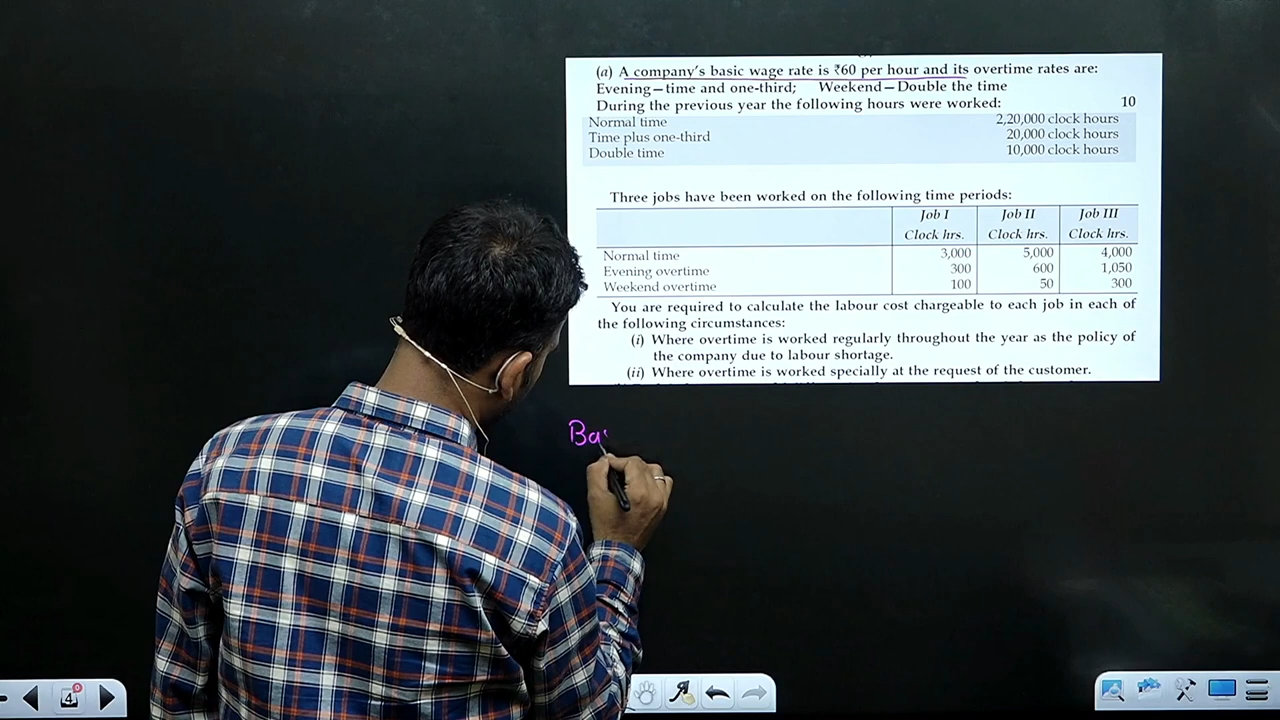 (a) A company's basic wage rate is ₹60 per hour and its overtime rates are:
Evening—time and one-third; Weekend—Double the time
During the previous year the following hours were worked: 10
Normal time 2,20,000 clock hours
Time plus one-third 20,000 clock hours
Double time 10,000 clock hours
Three jobs have been worked on the following time periods:
Job I Job II Job III
Clock hrs. Clock hrs. Clock hrs.
Normal time 3,000 5,000 4,000
Evening overtime 300 600 1,050
Weekend overtime 100 50 300
You are required to calculate the labour cost chargeable to each job in each of
the following circumstances:
(i) Where overtime is worked regularly throughout the year as the policy of
the company due to labour shortage.
(ii) Where overtime is worked specially at the request of the customer.
4
0